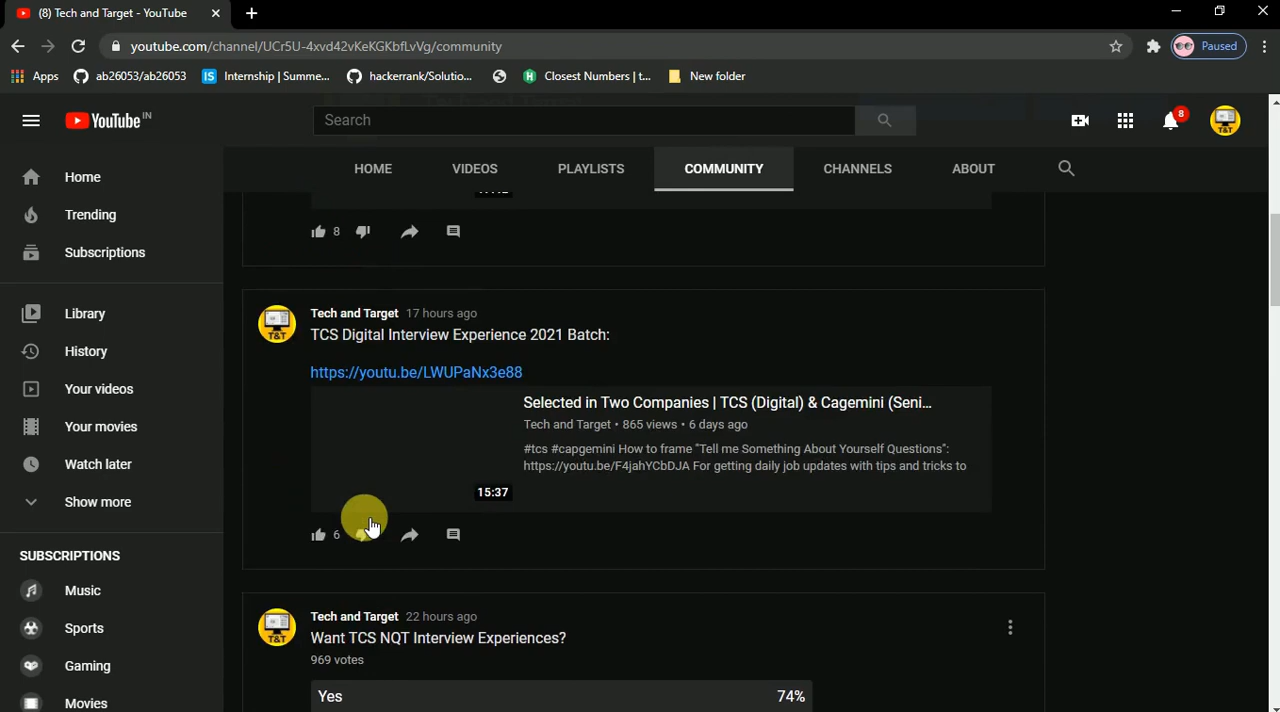 (8) Tech and Target - YouTube
youtube.com/channel/UCr5U-4xvd42vKeKGKbfLvVg/community
Paused
Apps
ab26053/ab26053
IS
Internship | Summe...
hackerrank/Solutio...
H
Closest Numbers | t...
New folder
YouTube IN
Search
8
T&T
HOME
VIDEOS
PLAYLISTS
COMMUNITY
CHANNELS
ABOUT
Home
Trending
Subscriptions
Library
History
Your videos
Your movies
Watch later
Show more
SUBSCRIPTIONS
Music
Sports
Gaming
Movies
8
T&T
Tech and Target 17 hours ago
TCS Digital Interview Experience 2021 Batch:
https://youtu.be/LWUPaNx3e88
Selected in Two Companies | TCS (Digital) & Cagemini (Seni...
Tech and Target • 865 views • 6 days ago
#tcs #capgemini How to frame "Tell me Something About Yourself Questions":
https://youtu.be/F4jahYCbDJA For getting daily job updates with tips and tricks to
15:37
6
T&T
Tech and Target 22 hours ago
Want TCS NQT Interview Experiences?
969 votes
Yes 74%